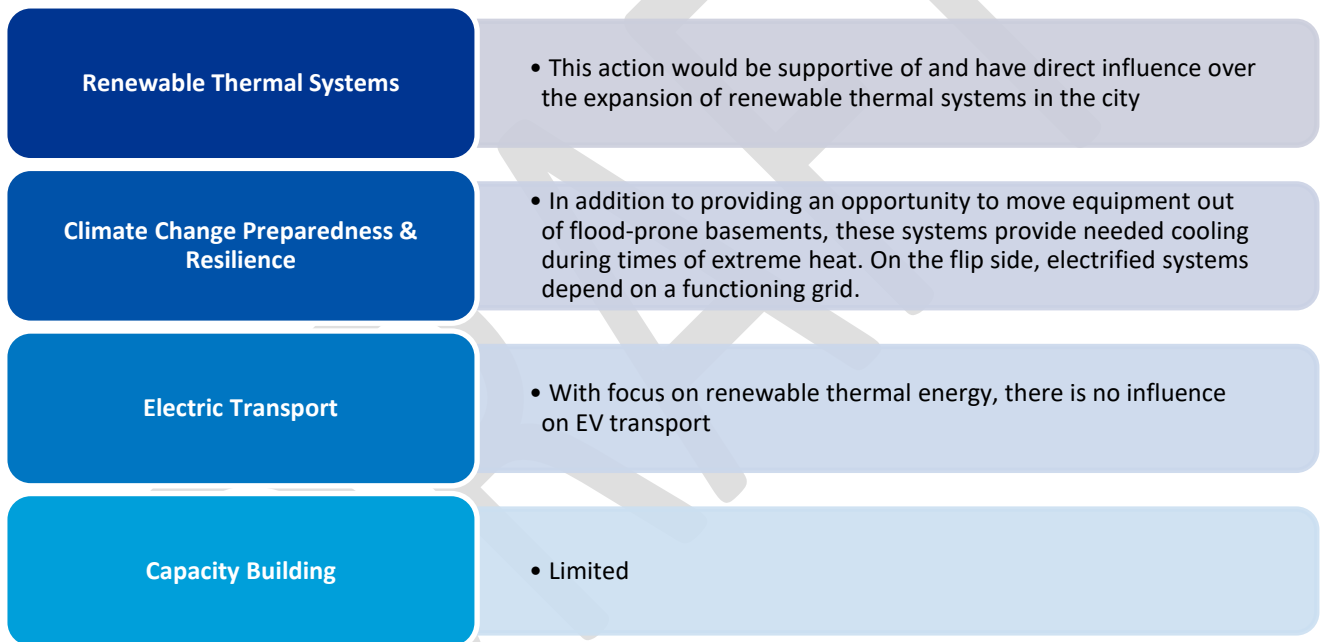 Renewable Thermal Systems
• This action would be supportive of and have direct influence over
the expansion of renewable thermal systems in the city
Climate Change Preparedness &
Resilience
• In addition to providing an opportunity to move equipment out
of flood-prone basements, these systems provide needed cooling
during times of extreme heat. On the flip side, electrified systems
depend on a functioning grid.
Electric Transport
• With focus on renewable thermal energy, there is no influence
on EV transport
Capacity Building
• Limited